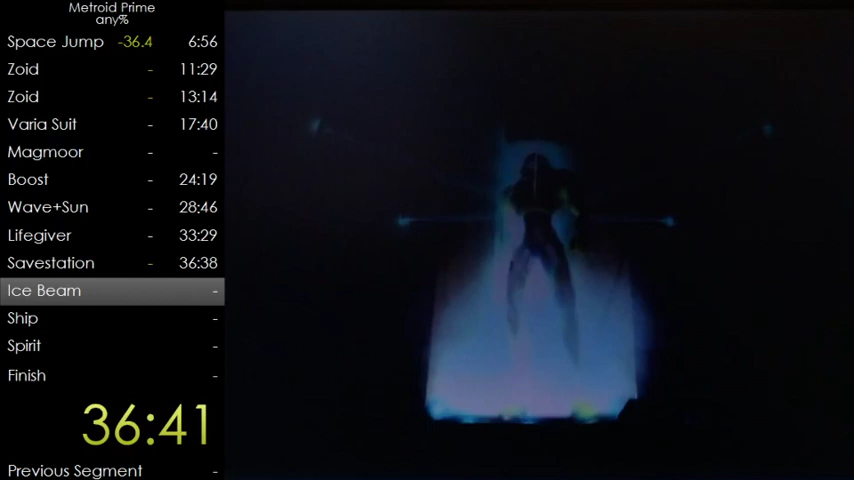 Metroid Prime
any%
Space Jump -36.4 6:56
Zoid - 11:29
Zoid - 13:14
Varia Suit - 17:40
Magmoor - -
Boost - 24:19
Wave+Sun - 28:46
Lifegiver - 33:29
Savestation - 36:38
Ice Beam -
Ship -
Spirit -
Finish -
36:41
Previous Segment -